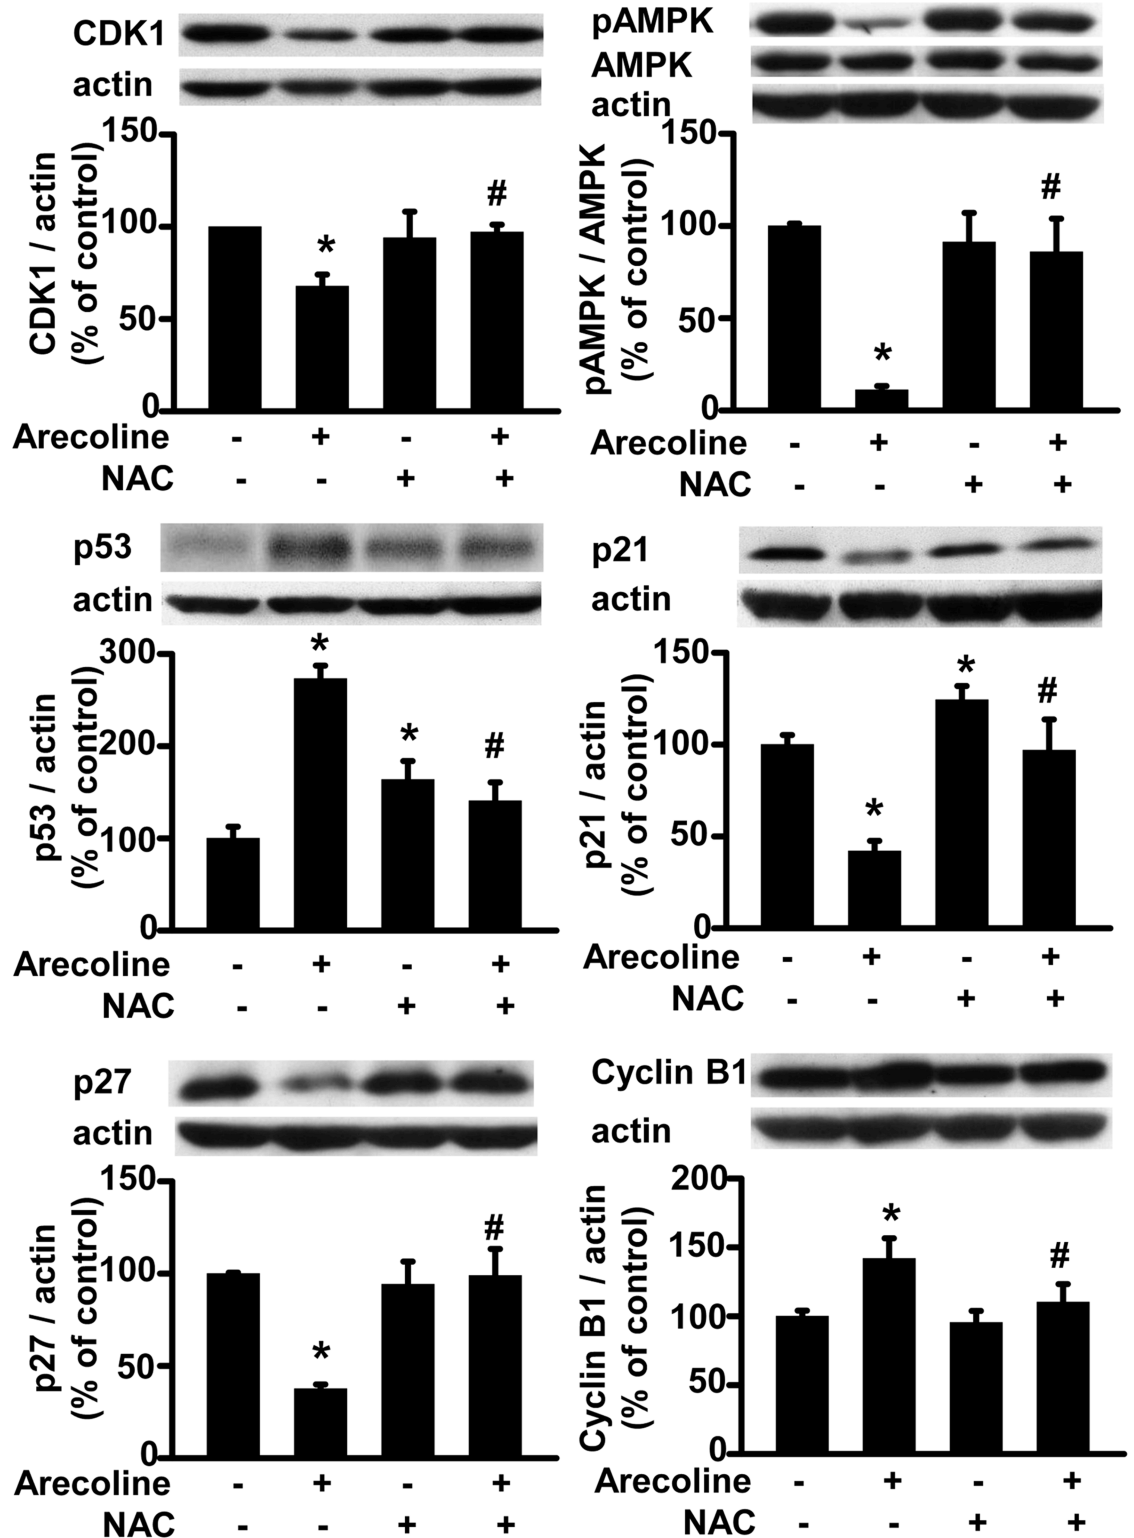 CDK1
actin
150
100
50
0
CDK1 / actin
(% of control)
*
#
Arecoline - + - +
NAC - - + +
pAMPK
AMPK
actin
150
100
50
0
pAMPK / AMPK
(% of control)
*
#
Arecoline - + - +
NAC - - + +
p53
actin
300
200
100
0
p53 / actin
(% of control)
*
*
#
Arecoline - + - +
NAC - - + +
p21
actin
150
100
50
0
p21 / actin
(% of control)
*
*
#
Arecoline - + - +
NAC - - + +
p27
actin
150
100
50
0
p27 / actin
(% of control)
*
#
Arecoline - + - +
NAC - - + +
Cyclin B1
actin
200
150
100
50
0
Cyclin B1 / actin
(% of control)
*
#
Arecoline - + - +
NAC - - + +